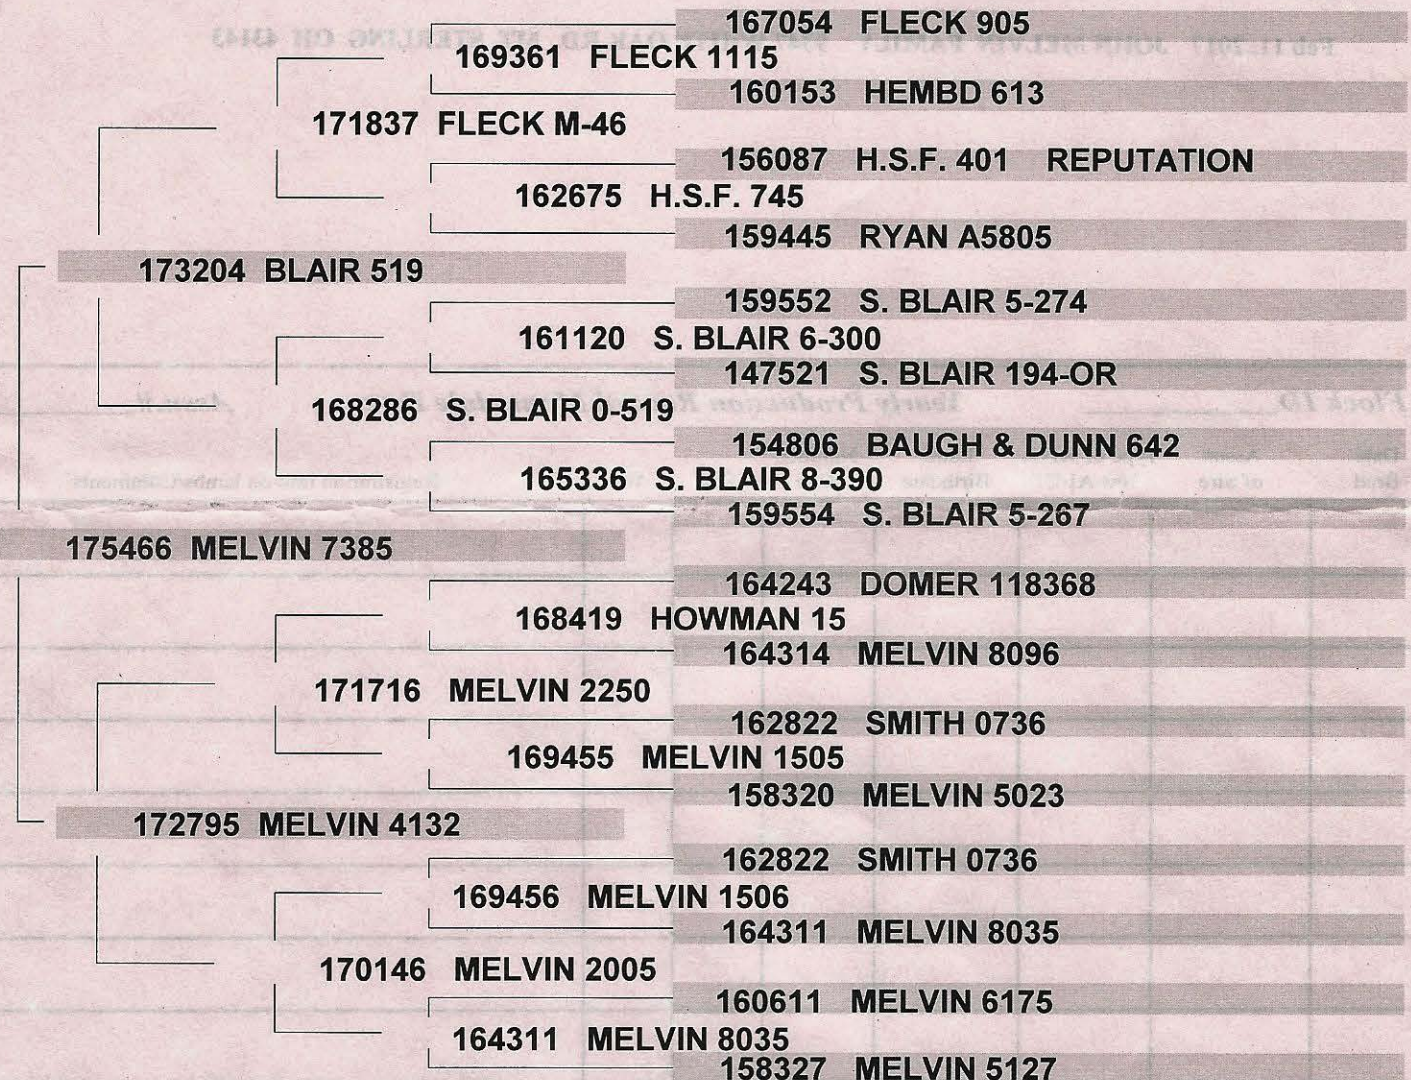 167054 FLECK 905
169361 FLECK 1115
160153 HEMBD 613
171837 FLECK M-46
156087 H.S.F. 401 REPUTATION
162675 H.S.F. 745
159445 RYAN A5805
173204 BLAIR 519
159552 S. BLAIR 5-274
161120 S. BLAIR 6-300
147521 S. BLAIR 194-OR
168286 S. BLAIR 0-519
154806 BAUGH & DUNN 642
165336 S. BLAIR 8-390
159554 S. BLAIR 5-267
175466 MELVIN 7385
164243 DOMER 118368
168419 HOWMAN 15
164314 MELVIN 8096
171716 MELVIN 2250
162822 SMITH 0736
169455 MELVIN 1505
158320 MELVIN 5023
172795 MELVIN 4132
162822 SMITH 0736
169456 MELVIN 1506
164311 MELVIN 8035
170146 MELVIN 2005
160611 MELVIN 6175
164311 MELVIN 8035
158327 MELVIN 5127